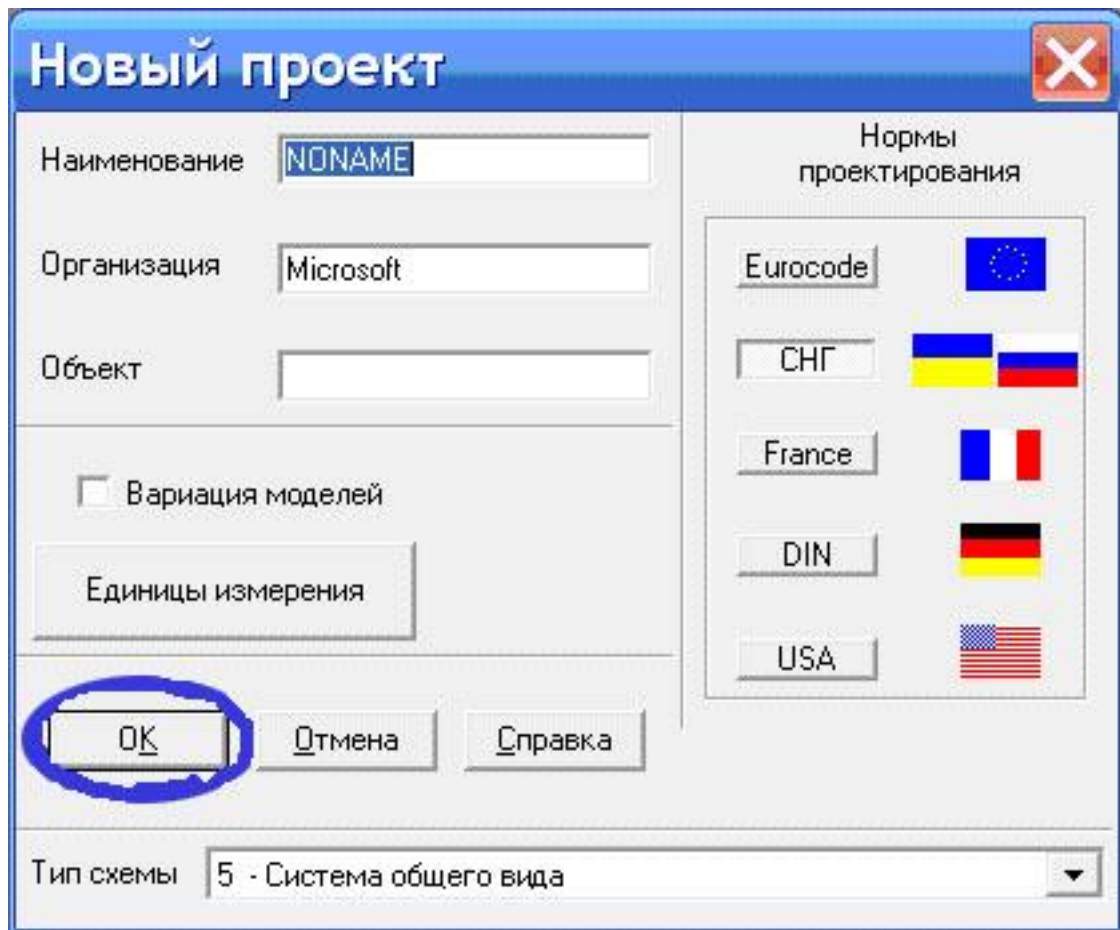 Новый проект
Наименование
NONAME
Организация
Microsoft
Объект
Вариация моделей
Единицы измерения
OK
Отмена
Справка
Нормы
проектирования
Eurocode
СНГ
France
DIN
USA
Тип схемы
5 - Система общего вида